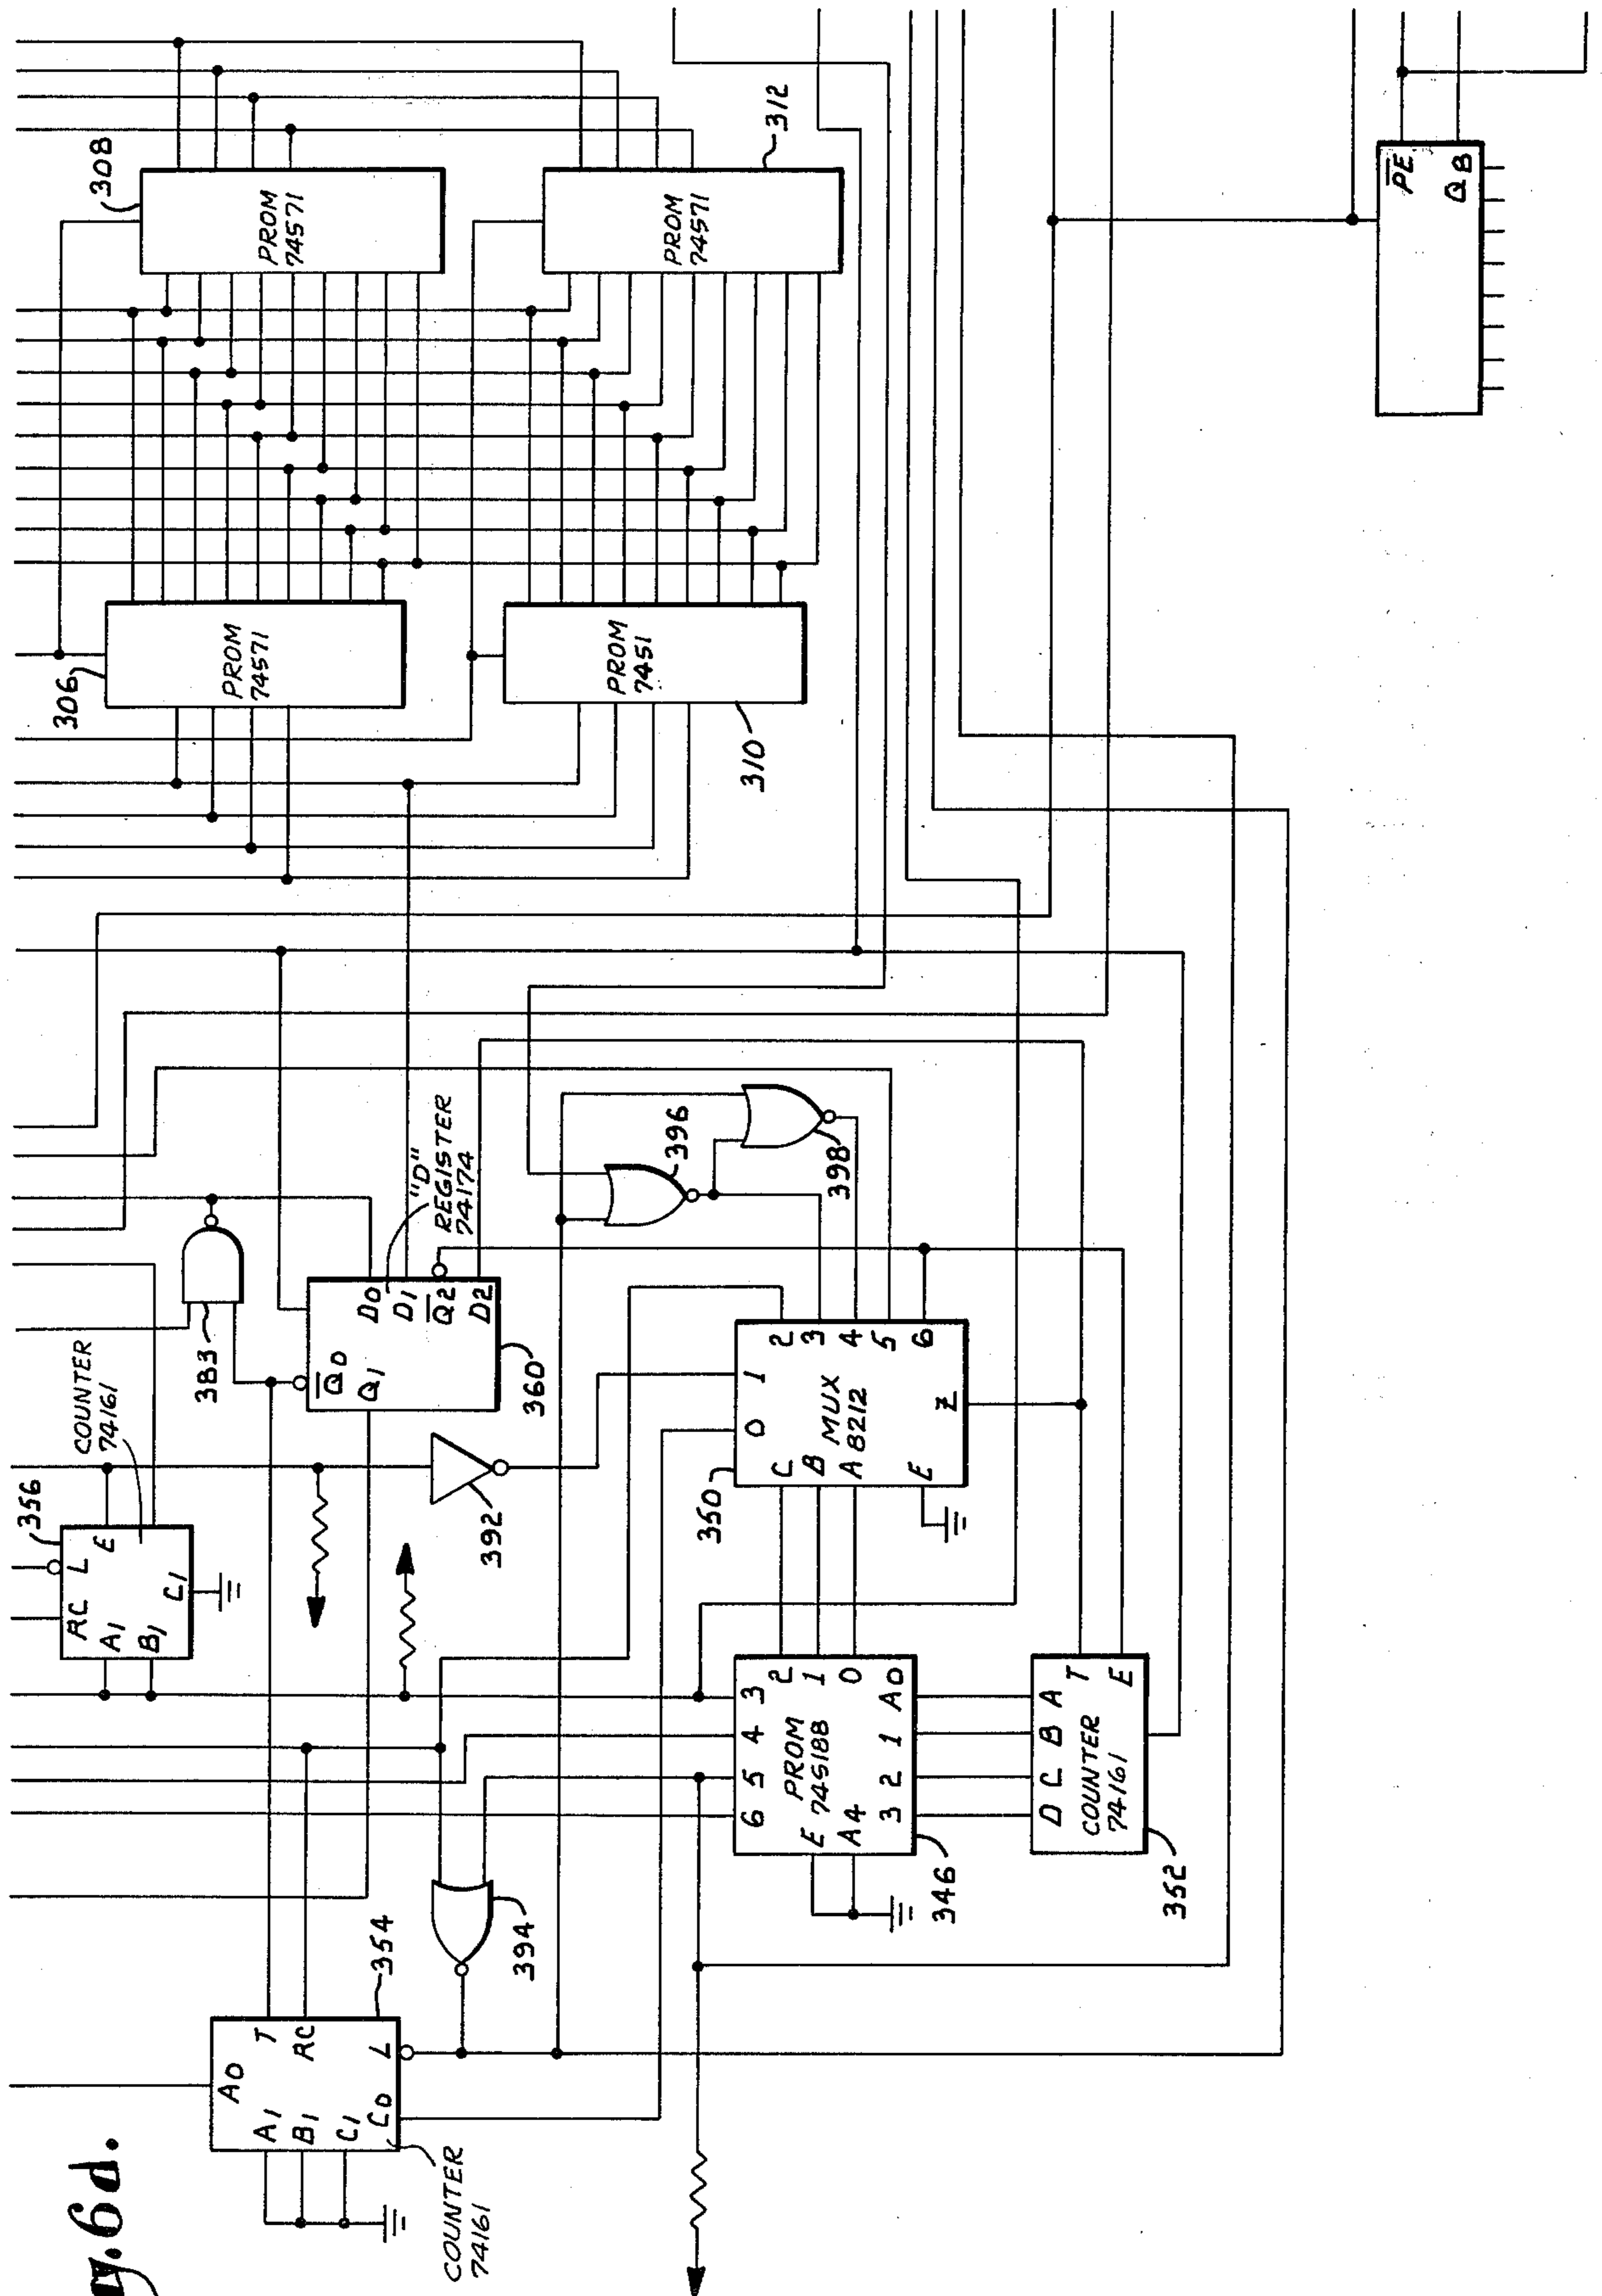 308
PROM
74571
312
PROM
74571
PE
QB
306
PROM
74571
PROM
7451
310
"D"
REGISTER
74174
396
398
383
COUNTER
74161
D0
D1
Q2
D2
Q0
Q1
360
356
RC
L
E
A1
B1
C1
392
350
0
1
2
3
4
5
6
C
B
A
MUX
8212
E
Z
3
4
5
6
2
1
0
PROM
74S188
E
A4
A0
1
2
3
346
A
B
C
D
T
E
COUNTER
74161
352
394
354
A0
T
RC
A1
B1
C1
C0
L
COUNTER
74161
6d.